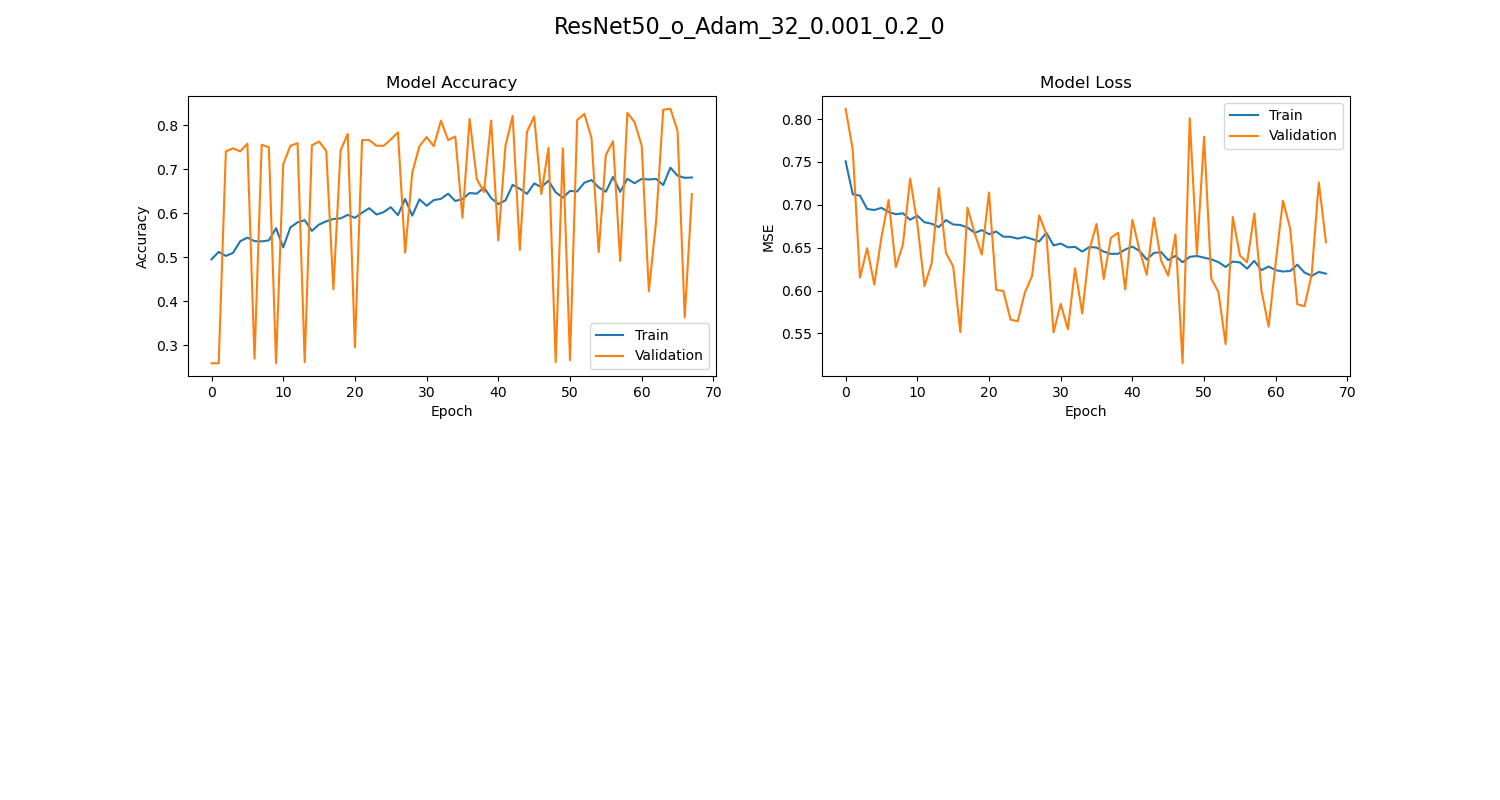 ResNet50_o_Adam_32_0.001_0.2_0
Model Accuracy
Accuracy
0.8
0.7
0.6
0.5
0.4
0.3
Train
Validation
0 10 20 30 40 50 60 70
Epoch
Model Loss
MSE
0.80
0.75
0.70
0.65
0.60
0.55
Train
Validation
0 10 20 30 40 50 60 70
Epoch